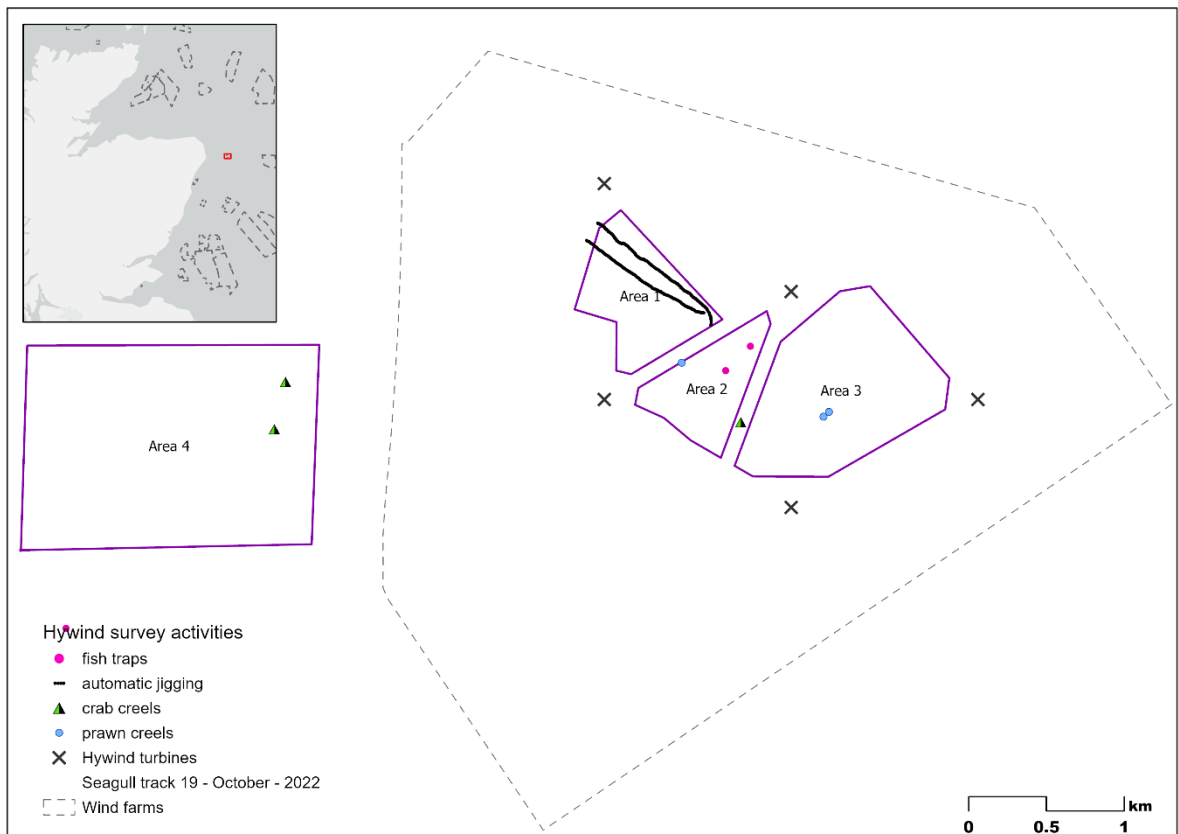 Area 1
Area 2
Area 3
Area 4
Hywind survey activities
fish traps
automatic jigging
crab creels
prawn creels
Hywind turbines
Seagull track 19 - October - 2022
Wind farms
km
0 0.5 1